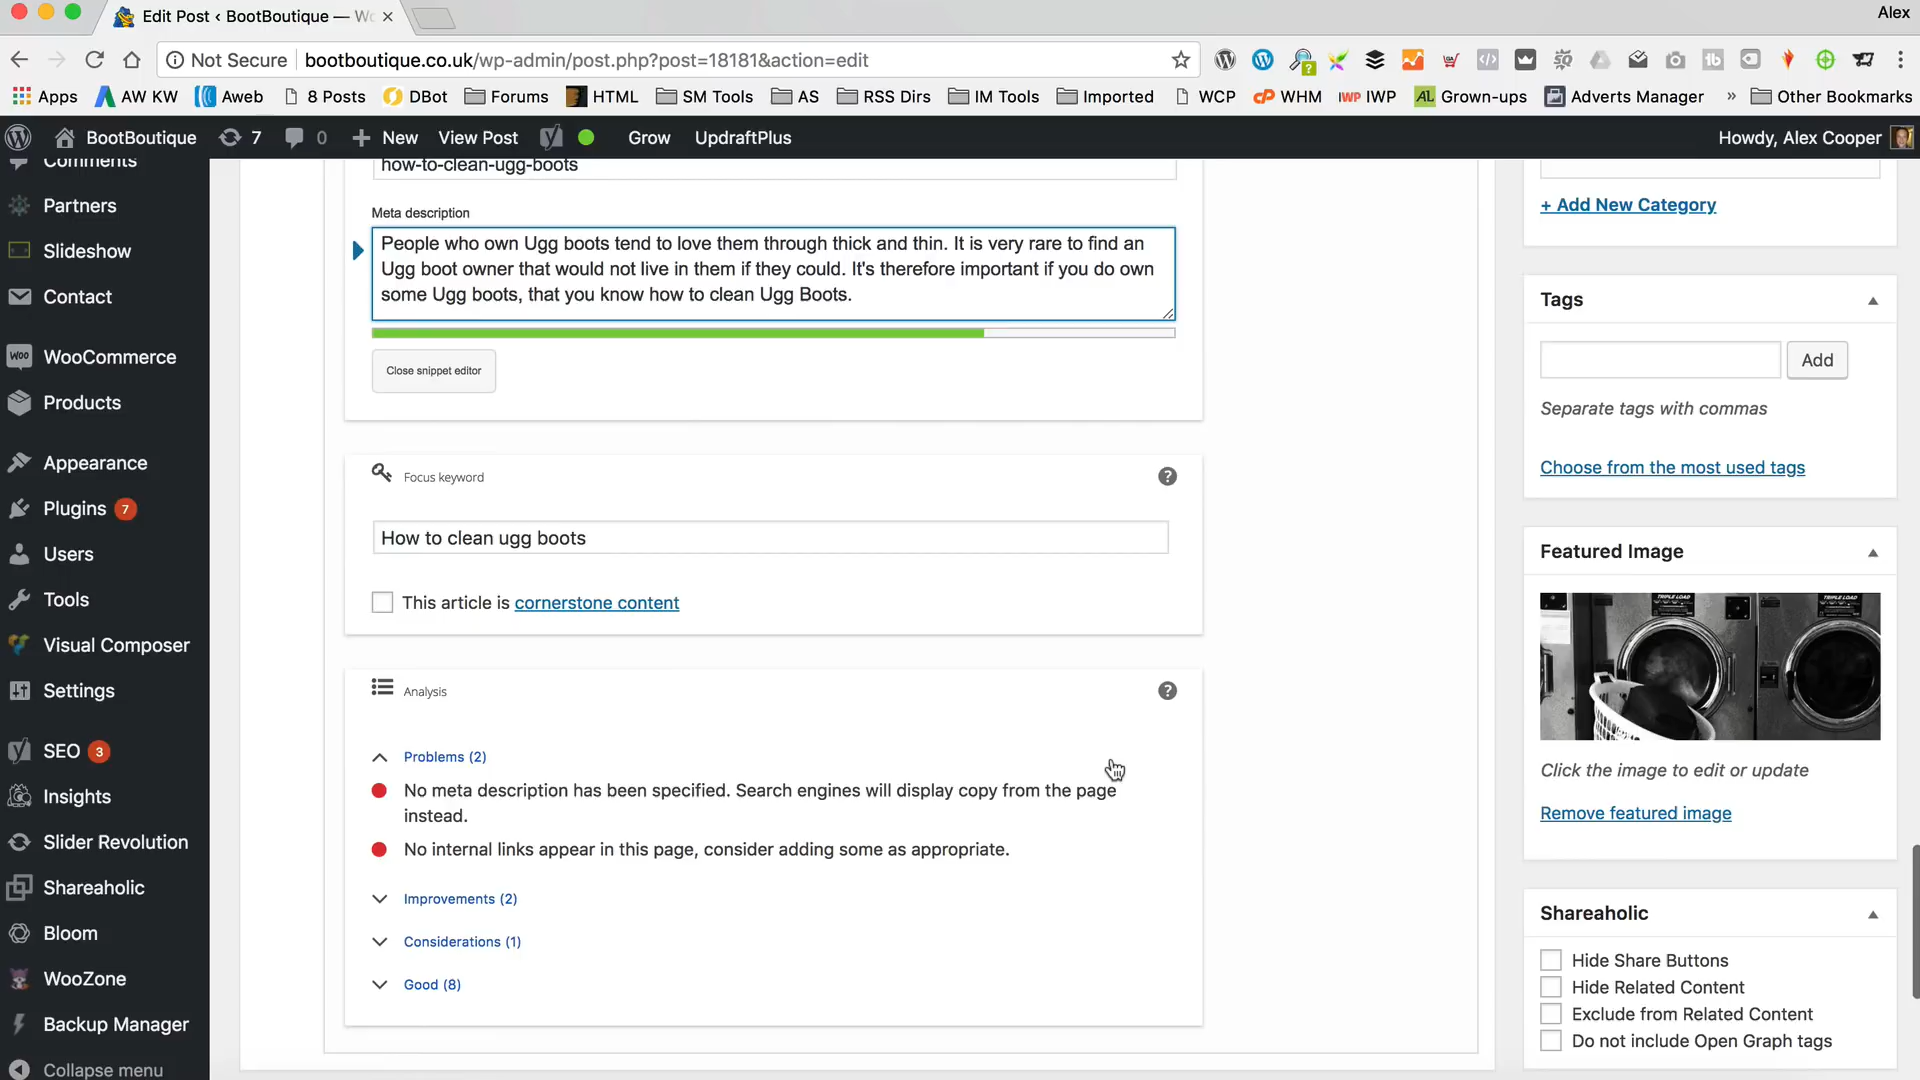 Edit Post ‹ BootBoutique — Wo
Alex
Not Secure
bootboutique.co.uk/wp-admin/post.php?post=18181&action=edit
Apps
AW KW
Aweb
8 Posts
DBot
Forums
HTML
SM Tools
AS
RSS Dirs
IM Tools
Imported
WCP
cP WHM
IWP IWP
AL Grown-ups
Adverts Manager
»
Other Bookmarks
BootBoutique
7
0
New
View Post
Grow
UpdraftPlus
Howdy, Alex Cooper
Comments
Partners
Slideshow
Contact
WooCommerce
Products
Appearance
Plugins 7
Users
Tools
Visual Composer
Settings
SEO 3
Insights
Slider Revolution
Shareaholic
Bloom
WooZone
Backup Manager
Collapse menu
how-to-clean-ugg-boots
Meta description
People who own Ugg boots tend to love them through thick and thin. It is very rare to find an
Ugg boot owner that would not live in them if they could. It's therefore important if you do own
some Ugg boots, that you know how to clean Ugg Boots.
Close snippet editor
Focus keyword
How to clean ugg boots
This article is cornerstone content
Analysis
Problems (2)
No meta description has been specified. Search engines will display copy from the page
instead.
No internal links appear in this page, consider adding some as appropriate.
Improvements (2)
Considerations (1)
Good (8)
+ Add New Category
Tags
Add
Separate tags with commas
Choose from the most used tags
Featured Image
TRIPLE LOAD
TRIPLE LOAD
Click the image to edit or update
Remove featured image
Shareaholic
Hide Share Buttons
Hide Related Content
Exclude from Related Content
Do not include Open Graph tags